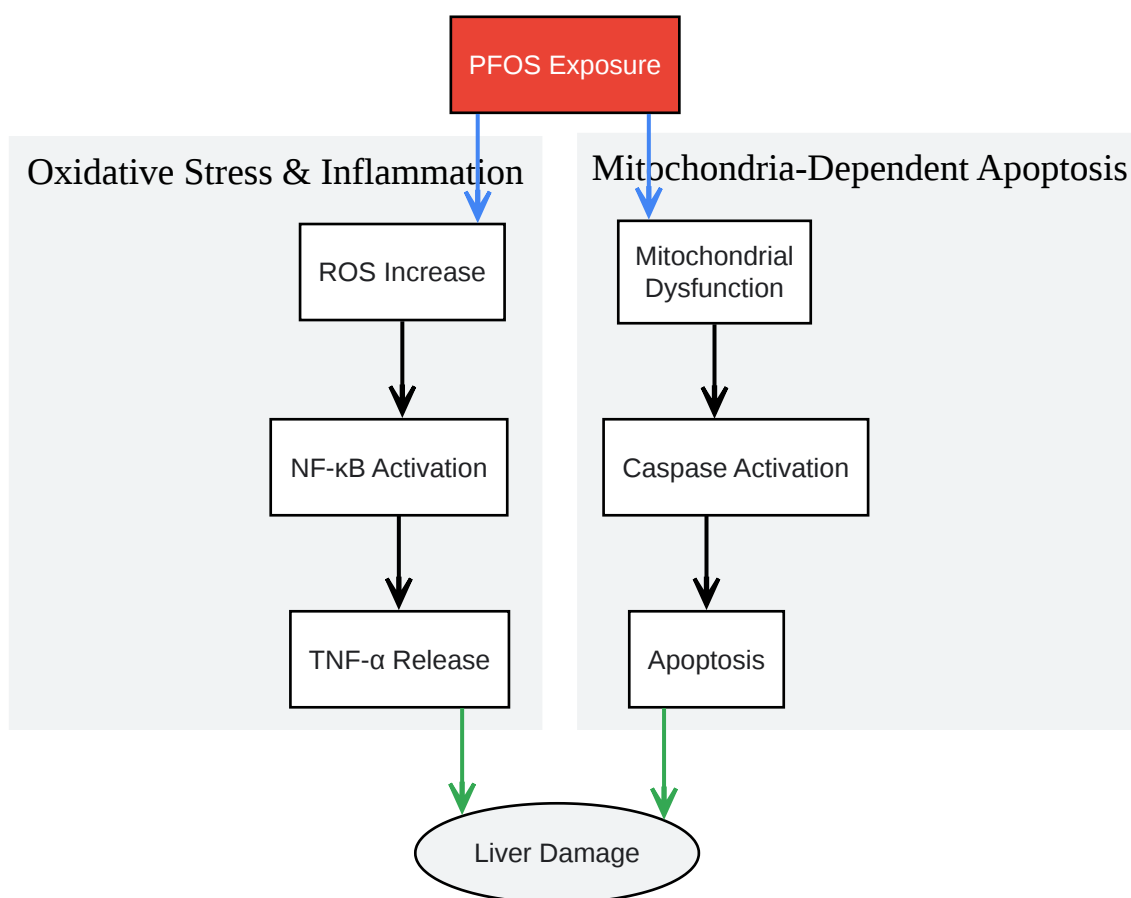 PFOS Exposure
Oxidative Stress & Inflammation
Mitochondria-Dependent Apoptosis
ROS Increase
Mitochondrial
Dysfunction
NF-κB Activation
Caspase Activation
TNF-α Release
Apoptosis
Liver Damage